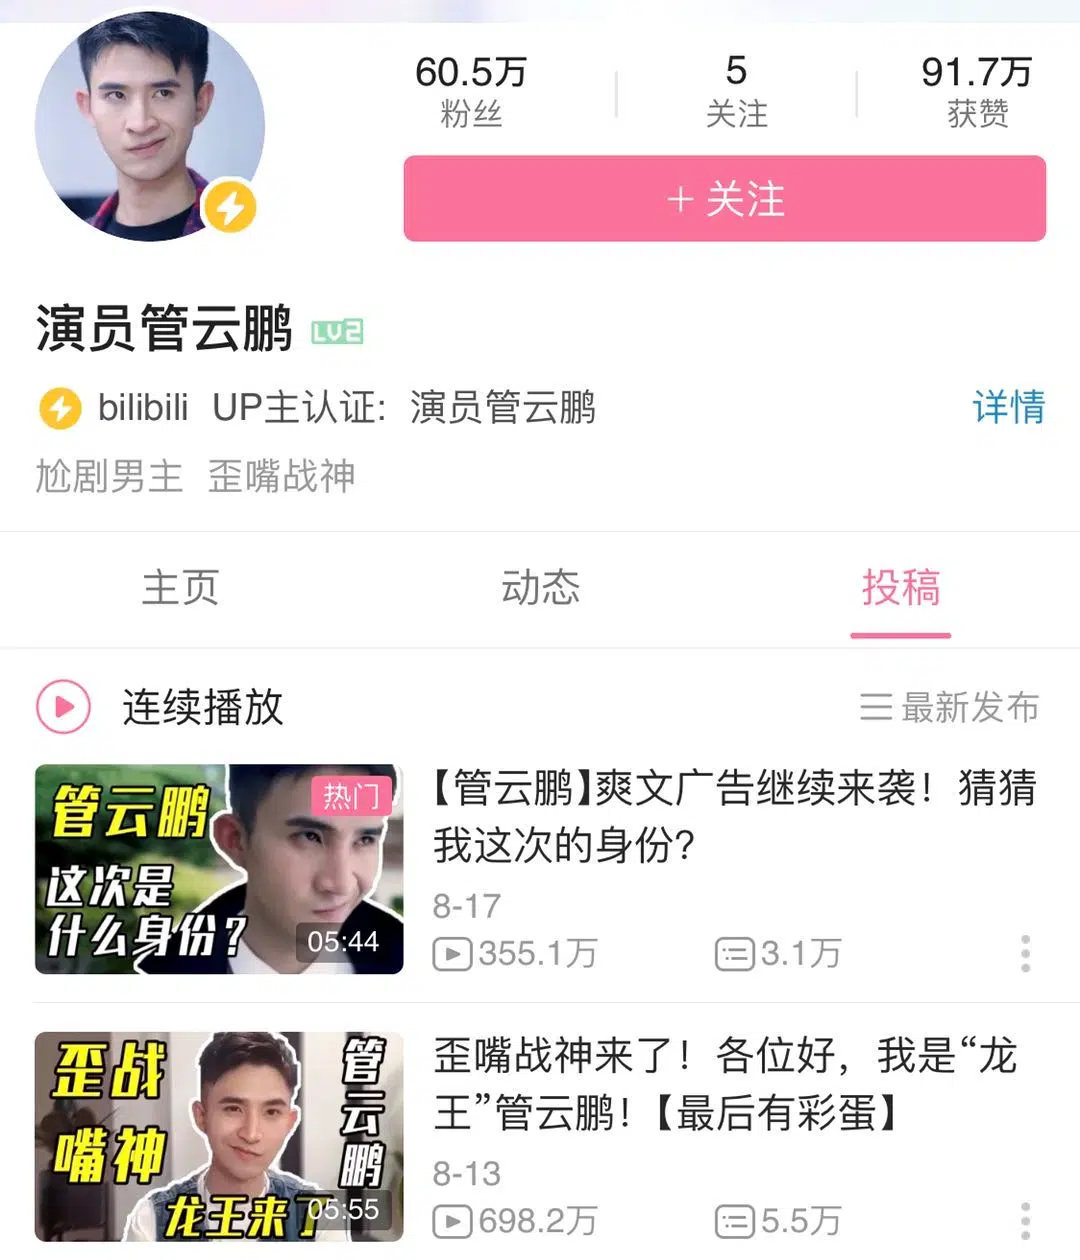 60.5万
5
91.7万
粉丝
关注
获赞
+ 关注
演员管云鹏 LV2
bilibili UP主认证: 演员管云鹏
详情
尬剧男主 歪嘴战神
主页
动态
投稿
连续播放
最新发布
管云鹏
热门
这次是
什么身份?
05:44
【管云鹏】爽文广告继续来袭！猜猜
我这次的身份?
8-17
355.1万
3.1万
歪战
嘴神
管云鹏
龙王来了
05:55
歪嘴战神来了！各位好，我是“龙
王”管云鹏！【最后有彩蛋】
8-13
698.2万
5.5万